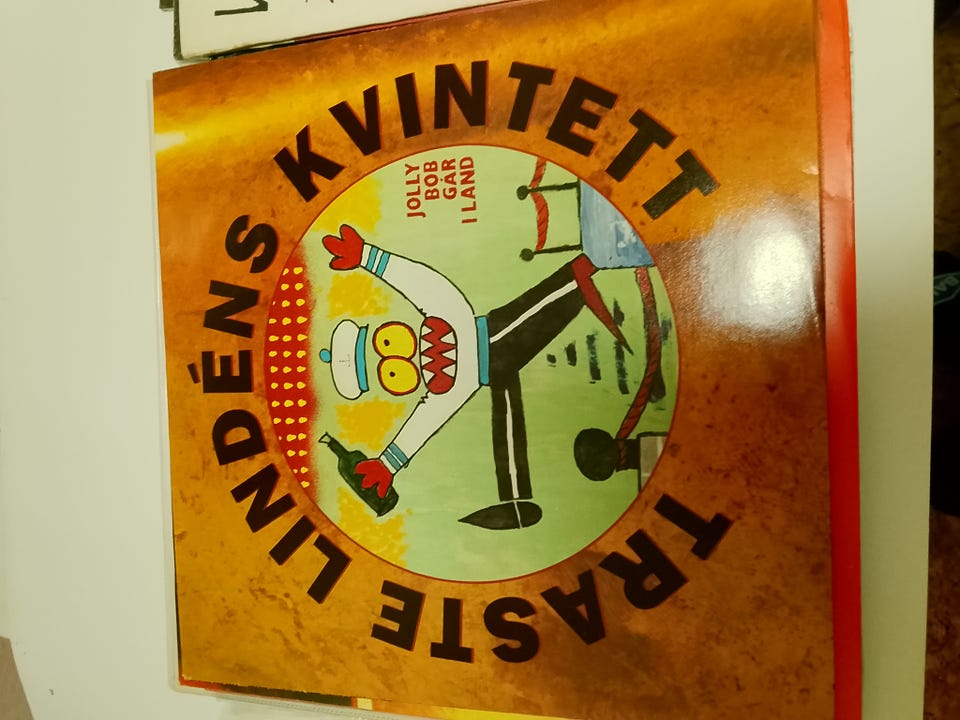 TRASTE LINDÉNS KVINTETT
JOLLY
BOB
GÅR
I LAND